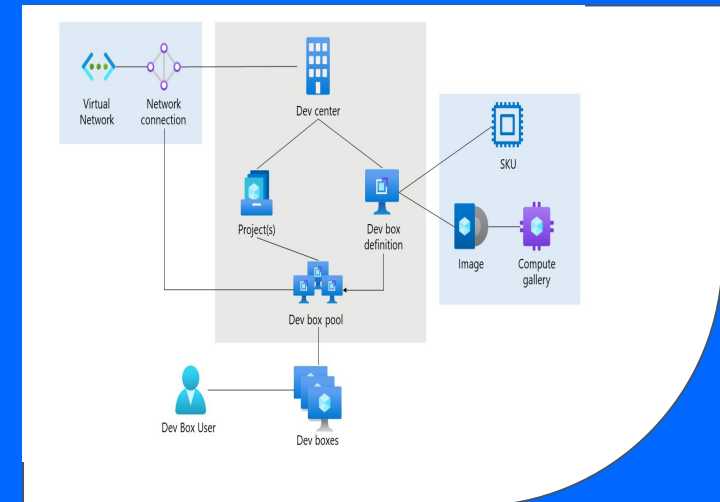 Virtual
Network
Network
connection
Dev center
SKU
Project(s)
Dev box
definition
Image
Compute
gallery
Dev box pool
Dev Box User
Dev boxes